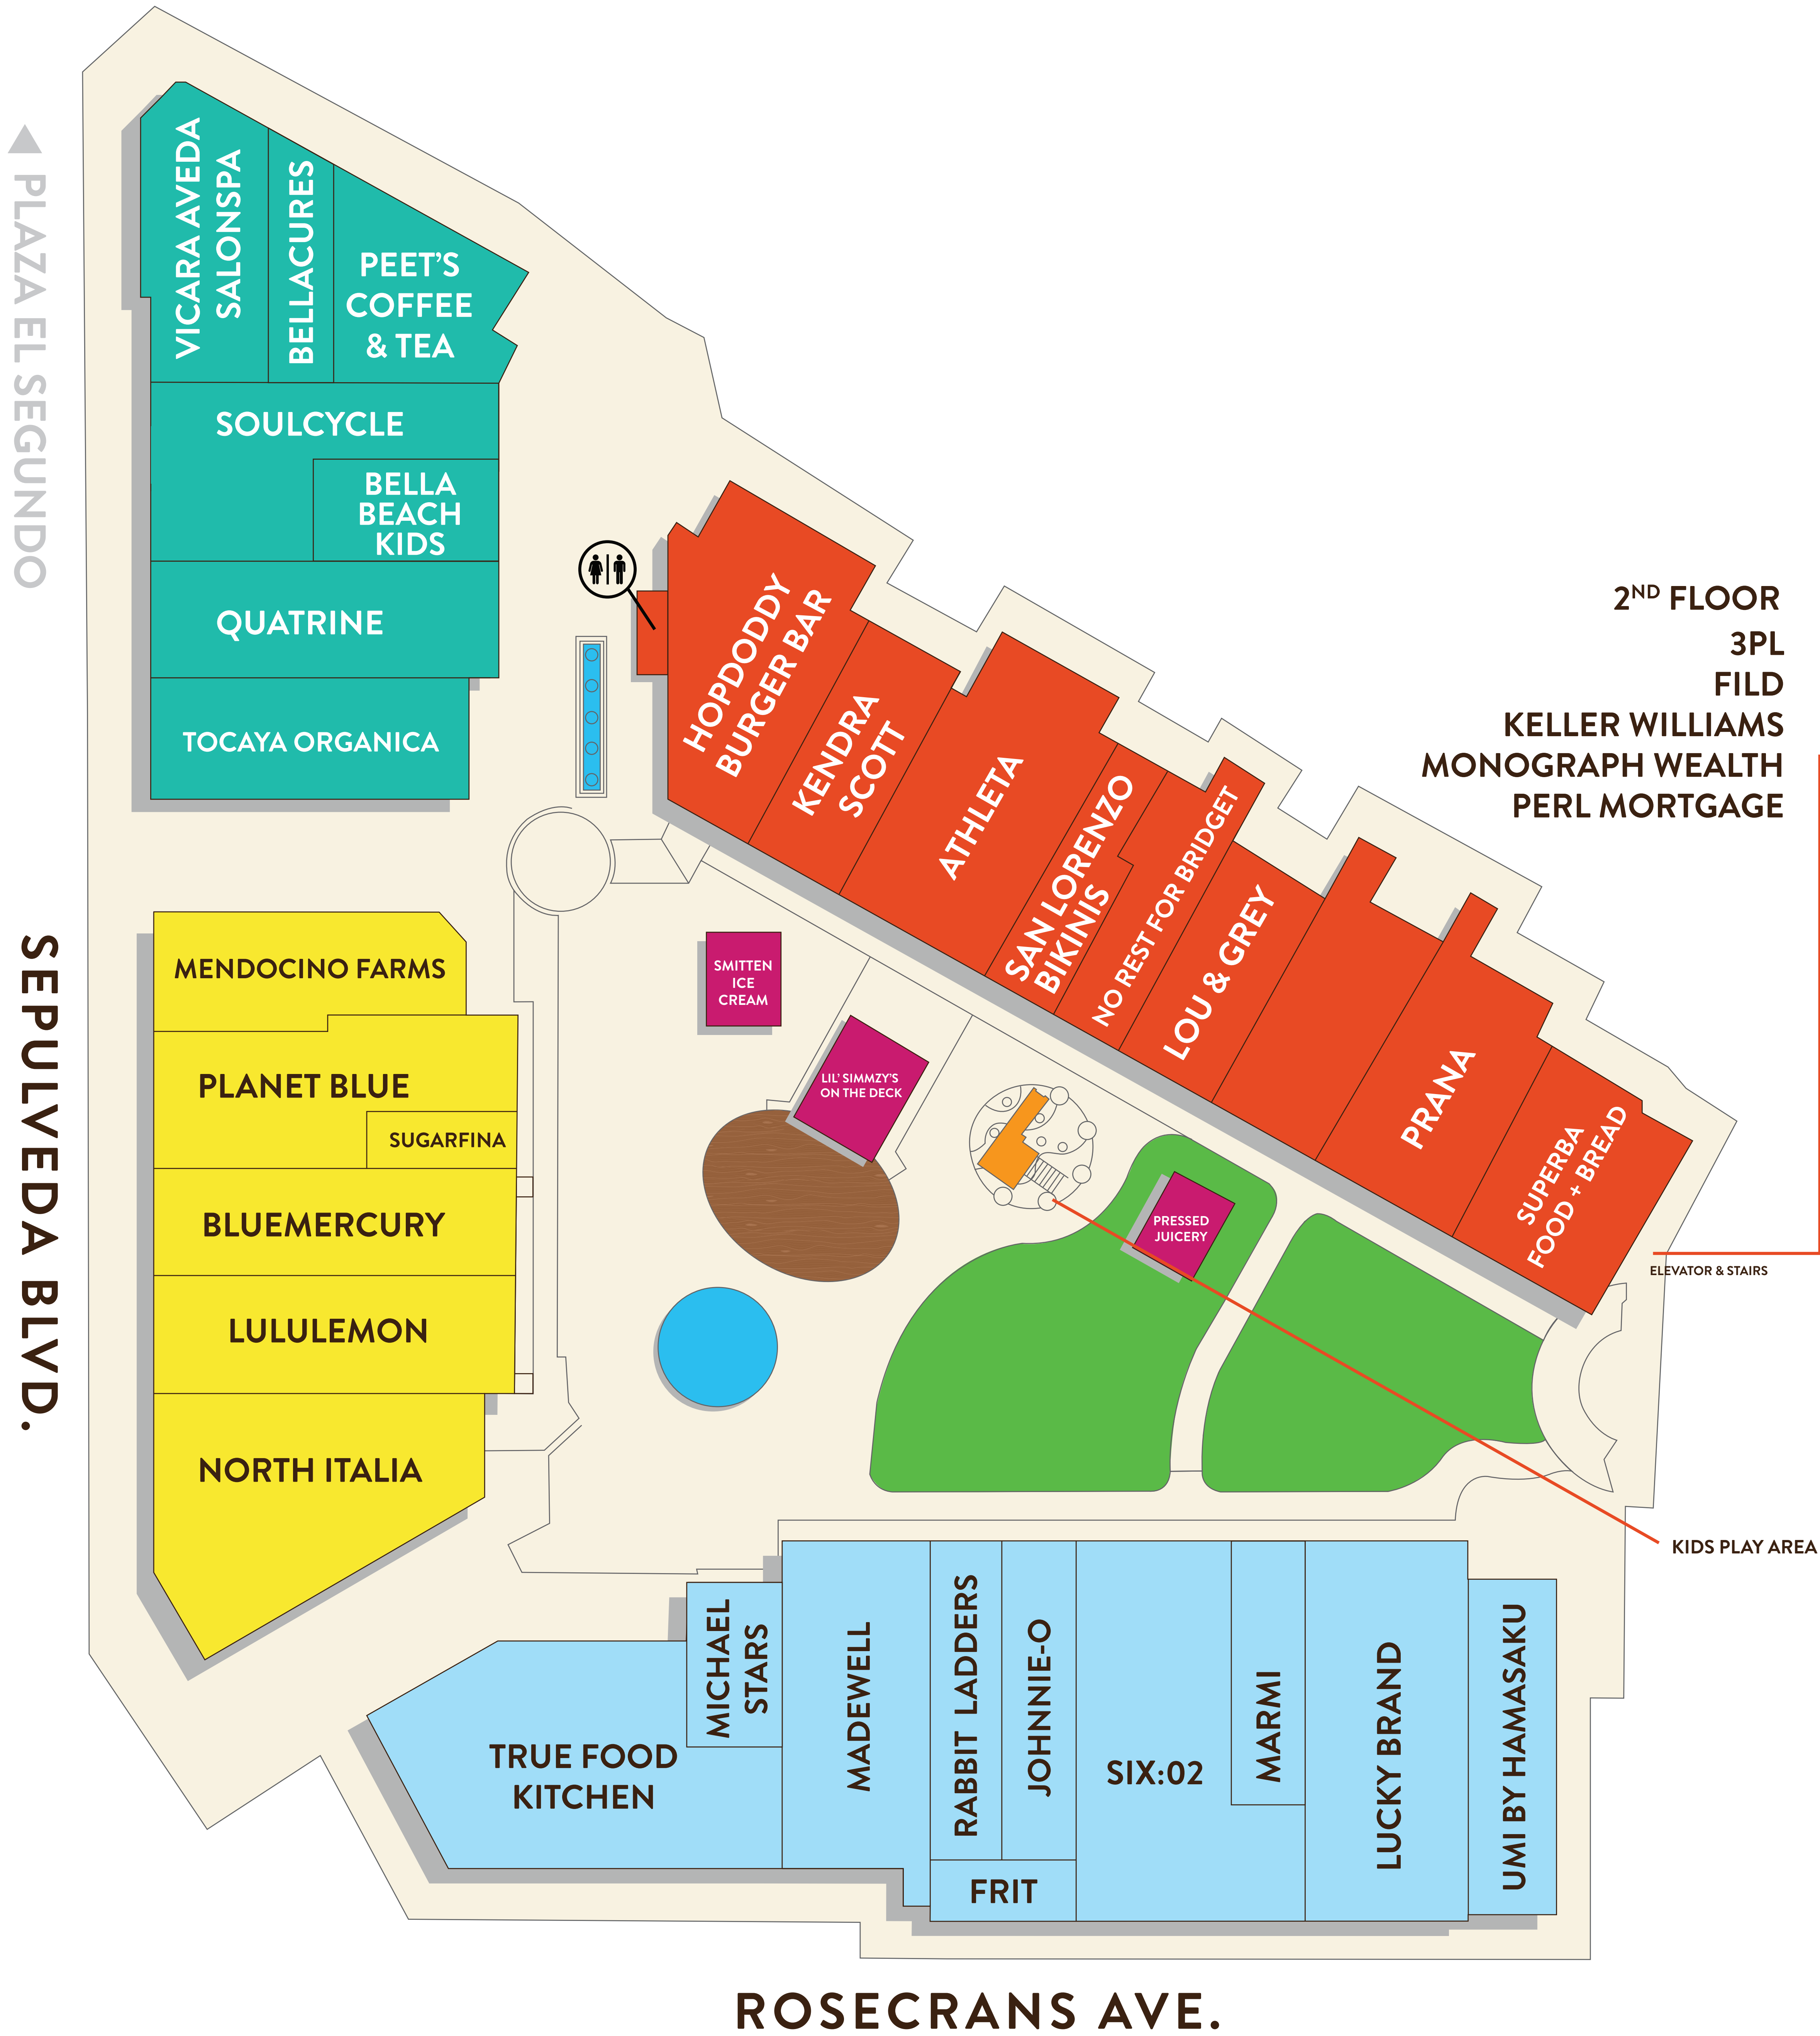 PLAZA EL SEGUNDO
SEPULVEDA BLVD.
ROSECRANS AVE.
VICARA AVEDA
SALONSPA
BELLACURES
PEET'S
COFFEE
& TEA
SOULCYCLE
BELLA
BEACH
KIDS
QUATRINE
TOCAYA ORGANICA
HOPDODDY
BURGER BAR
KENDRA
SCOTT
ATHLETA
SAN LORENZO
BIKINIS
NO REST FOR BRIDGET
LOU & GREY
PRANA
SUPERBA
FOOD + BREAD
2ND FLOOR
3PL
FILD
KELLER WILLIAMS
MONOGRAPH WEALTH
PERL MORTGAGE
ELEVATOR & STAIRS
MENDOCINO FARMS
PLANET BLUE
SUGARFINA
BLUEMERCURY
LULULEMON
NORTH ITALIA
SMITTEN
ICE
CREAM
LIL' SIMMZY'S
ON THE DECK
PRESSED
JUICERY
KIDS PLAY AREA
TRUE FOOD
KITCHEN
MICHAEL
STARS
MADEWELL
RABBIT LADDERS
JOHNNIE-O
FRIT
SIX:02
MARMI
LUCKY BRAND
UMI BY HAMASAKU